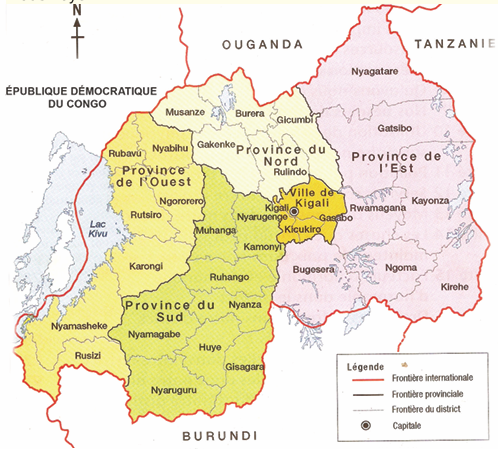 N
OUGANDA
TANZANIE
ÉPUBLIQUE DÉMOCRATIQUE
DU CONGO
Nyagatare
Musanze
Burera
Gicumbi
Gatsibo
Gakenke
Province du
Nord
Rubavu
Nyabihu
Province de
l'Est
Rulindo
Province
de l'Ouest
Ville de
Kigali
Ngororero
Kigali
Nyarugenge
Gasabo
Rwamagana
Kayonza
Rutsiro
Lac
Kivu
Muhanga
Kicukiro
Kamonyi
Karongi
Bugesera
Ngoma
Ruhango
Kirehe
Nyanza
Province du
Sud
Nyamasheke
Nyamagabe
Huye
Rusizi
Gisagara
Nyaruguru
BURUNDI
Légende
Frontière internationale
Frontière provinciale
Frontière du district
Capitale